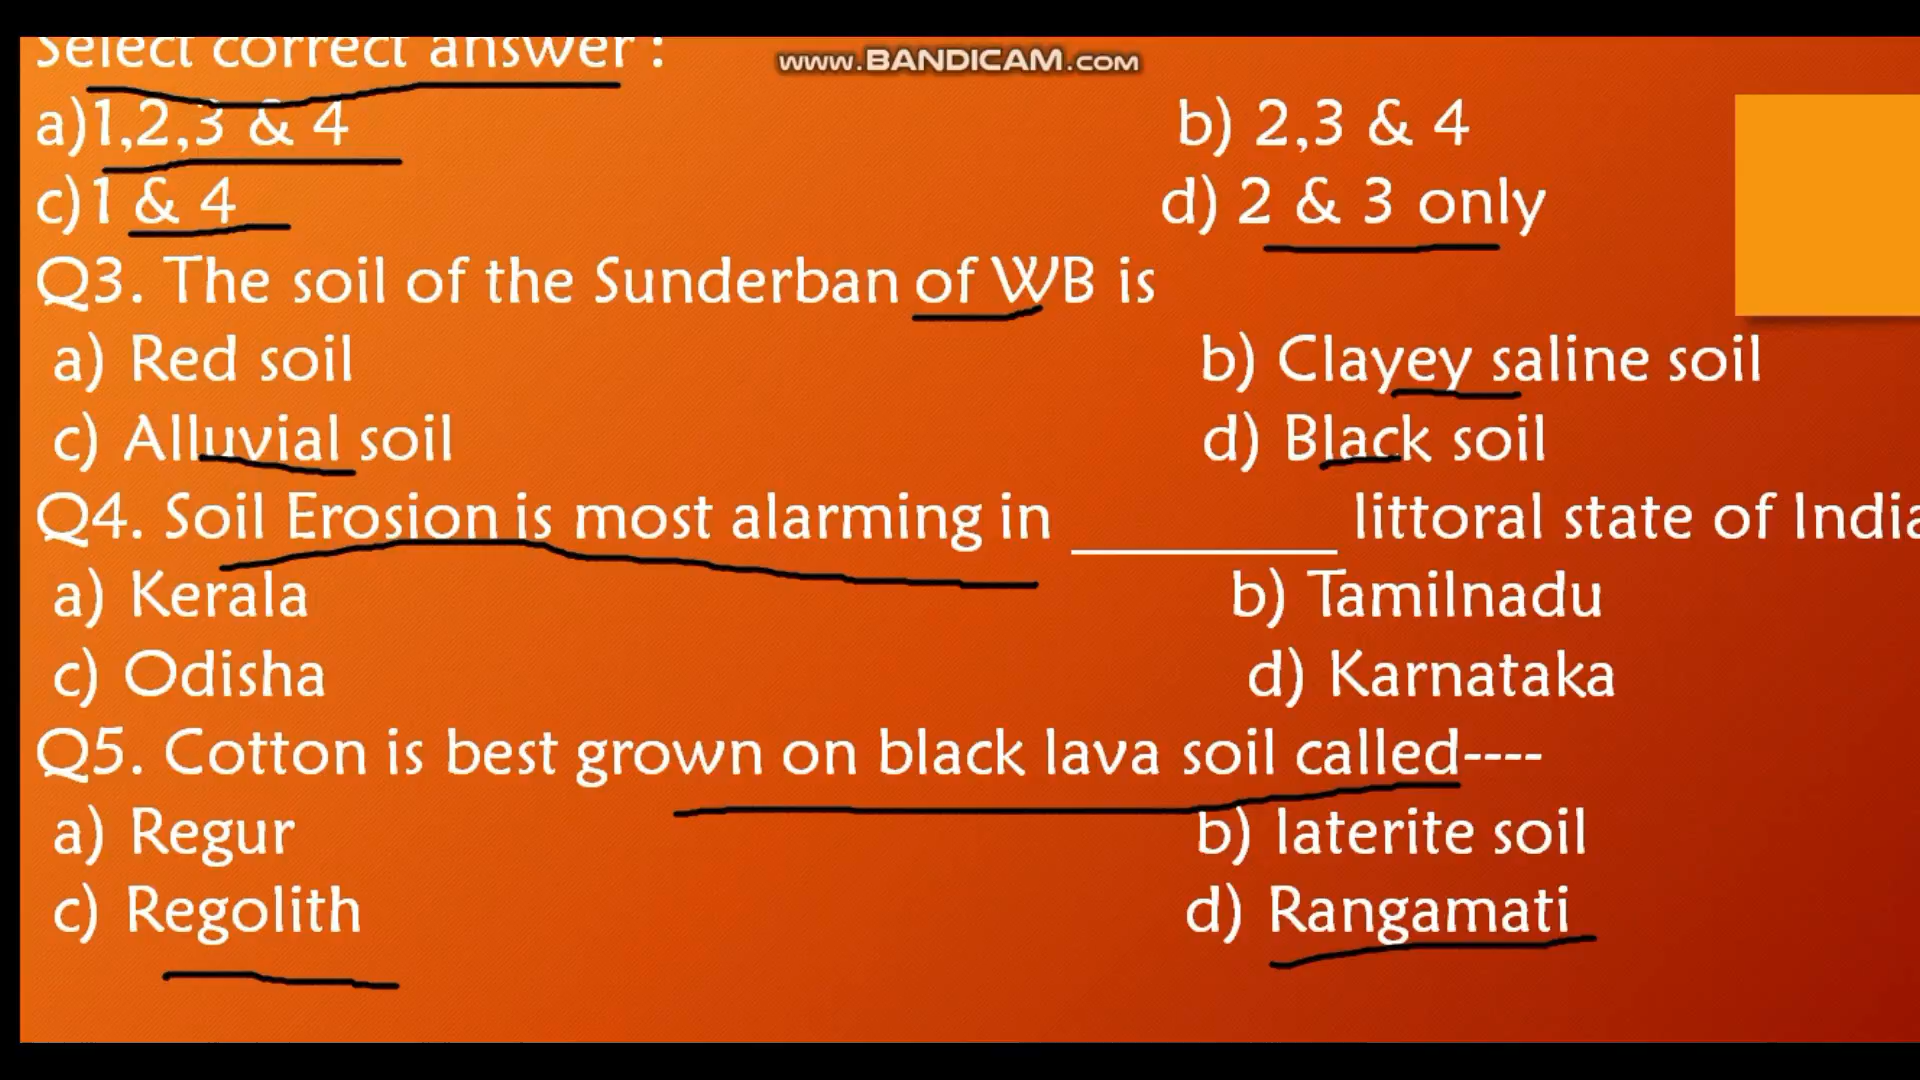 Select correct answer :
www.BANDICAM.com
a)1,2,3 & 4 b) 2,3 & 4
c)1 & 4 d) 2 & 3 only
Q3. The soil of the Sunderban of WB is
a) Red soil b) Clayey saline soil
c) Alluvial soil d) Black soil
Q4. Soil Erosion is most alarming in __________ littoral state of India
a) Kerala b) Tamilnadu
c) Odisha d) Karnataka
Q5. Cotton is best grown on black lava soil called----
a) Regur b) laterite soil
c) Regolith d) Rangamati